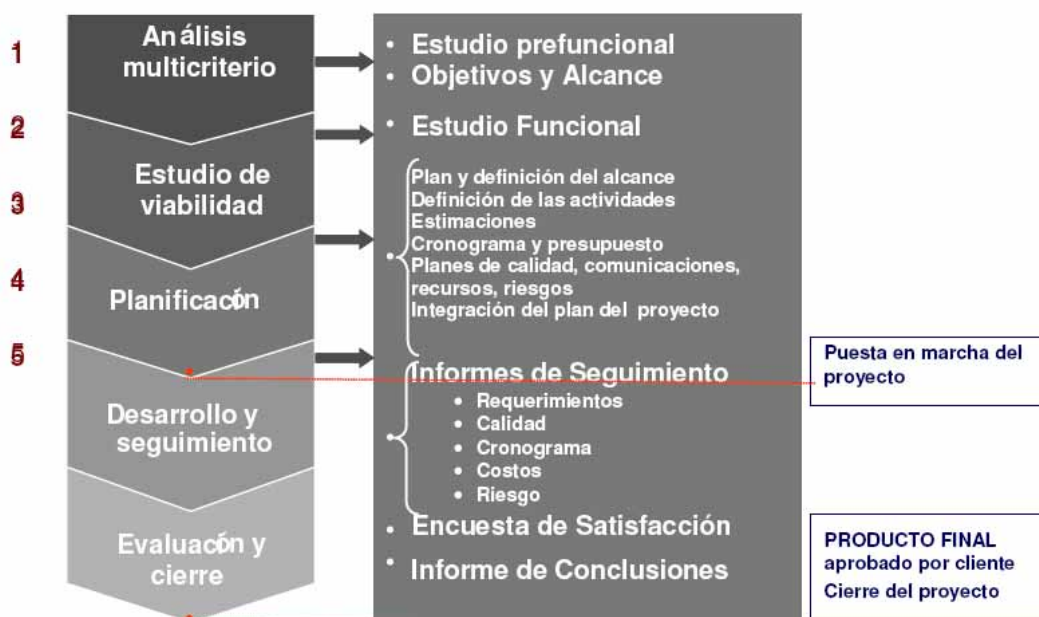 1
Análisis
multicriterio
2
Estudio de
viabilidad
3
4
Planificación
5
Desarrollo y
seguimiento
Evaluación y
cierre
• Estudio prefuncional
• Objetivos y Alcance
• Estudio Funcional
Plan y definición del alcance
Definición de las actividades
Estimaciones
Cronograma y presupuesto
Planes de calidad, comunicaciones,
recursos, riesgos
Integración del plan del proyecto
Informes de Seguimiento
• Requerimientos
• Calidad
• Cronograma
• Costos
• Riesgo
• Encuesta de Satisfacción
• Informe de Conclusiones
Puesta en marcha del
proyecto
PRODUCTO FINAL
aprobado por cliente
Cierre del proyecto